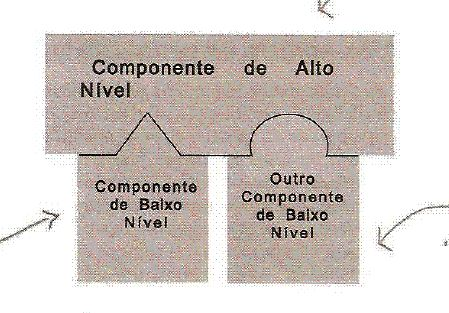 Componente de Alto
Nível
Componente
de Baixo
Nível
Outro
Componente
de Baixo
Nível